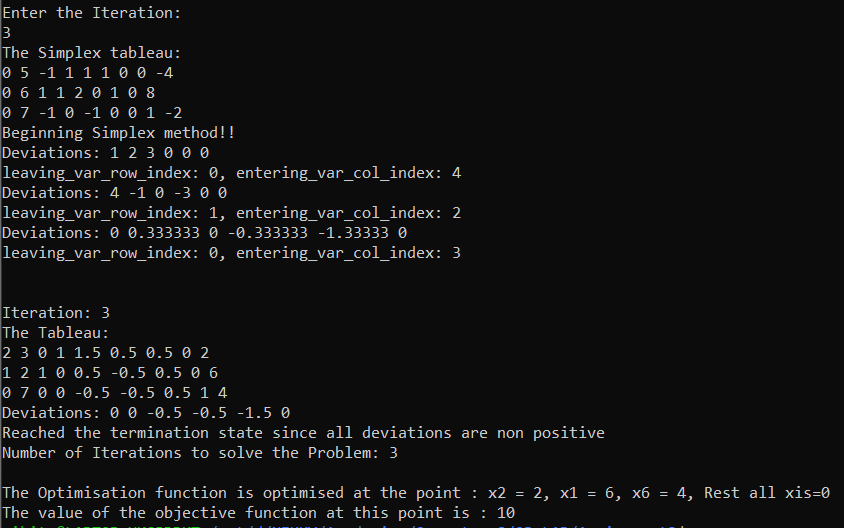 Enter the Iteration:
3
The Simplex tableau:
0 5 -1 1 1 1 0 0 -4
0 6 1 1 2 0 1 0 8
0 7 -1 0 -1 0 0 1 -2
Beginning Simplex method!!
Deviations: 1 2 3 0 0 0
leaving_var_row_index: 0, entering_var_col_index: 4
Deviations: 4 -1 0 -3 0 0
leaving_var_row_index: 1, entering_var_col_index: 2
Deviations: 0 0.333333 0 -0.333333 -1.33333 0
leaving_var_row_index: 0, entering_var_col_index: 3
Iteration: 3
The Tableau:
2 3 0 1 1.5 0.5 0.5 0 2
1 2 1 0 0.5 -0.5 0.5 0 6
0 7 0 0 -0.5 -0.5 0.5 1 4
Deviations: 0 0 -0.5 -0.5 -1.5 0
Reached the termination state since all deviations are non positive
Number of Iterations to solve the Problem: 3
The Optimisation function is optimised at the point : x2 = 2, x1 = 6, x6 = 4, Rest all xis=0
The value of the objective function at this point is : 10